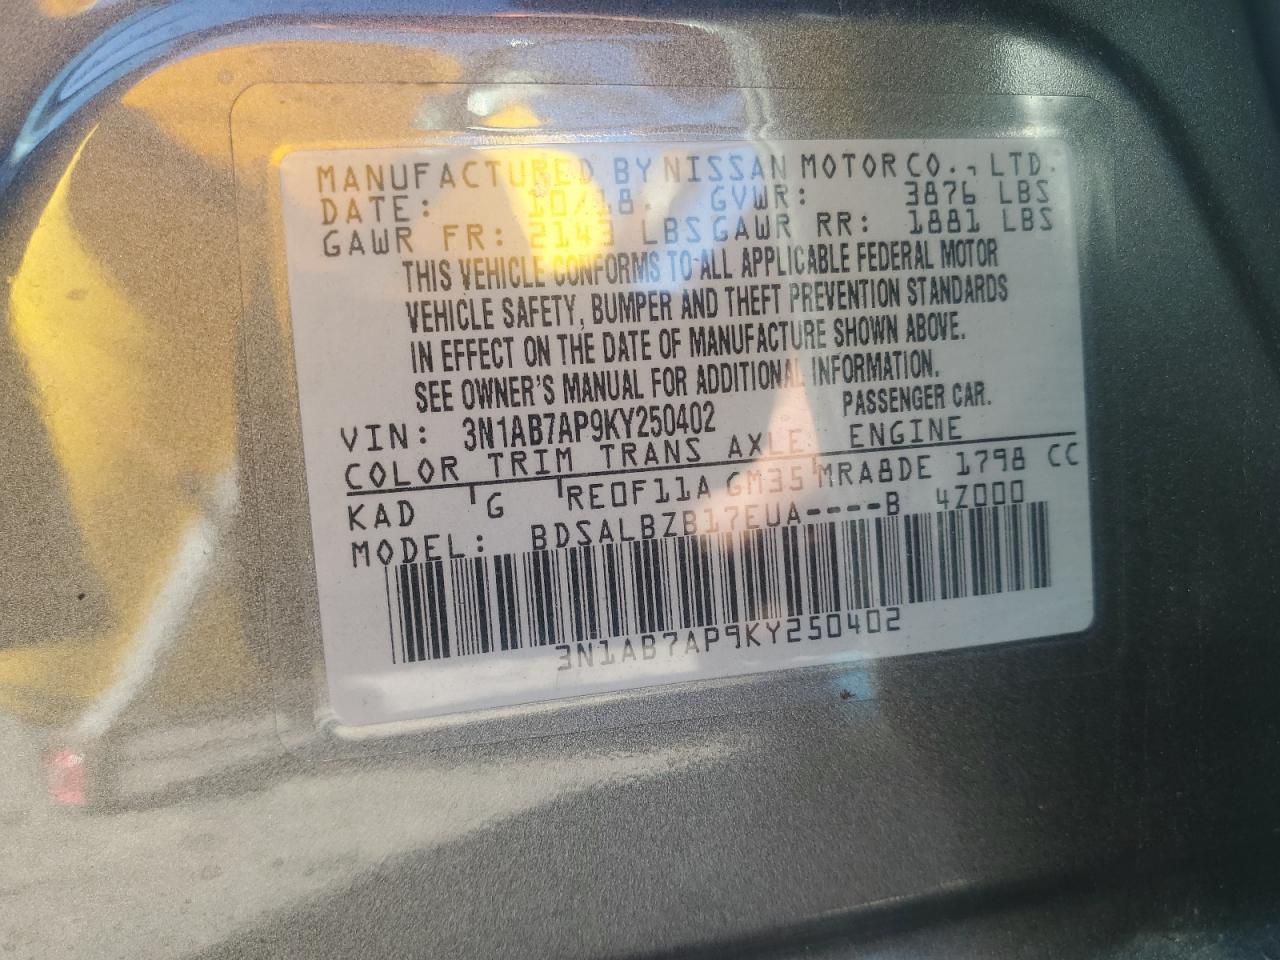 MANUFACTURED BY NISSAN MOTOR CO., LTD.
DATE: 10/18 GVWR: 3876 LBS
GAWR FR: 2143 LBS GAWR RR: 1881 LBS
THIS VEHICLE CONFORMS TO ALL APPLICABLE FEDERAL MOTOR
VEHICLE SAFETY, BUMPER AND THEFT PREVENTION STANDARDS
IN EFFECT ON THE DATE OF MANUFACTURE SHOWN ABOVE.
SEE OWNER'S MANUAL FOR ADDITIONAL INFORMATION.
VIN: 3N1AB7AP9KY250402 PASSENGER CAR.
COLOR TRIM TRANS AXLE ENGINE
KAD G RE0F11A GM35 MRA8DE 1798 CC
MODEL: BDSALBZB17EUA----B 4Z000
3N1AB7AP9KY250402